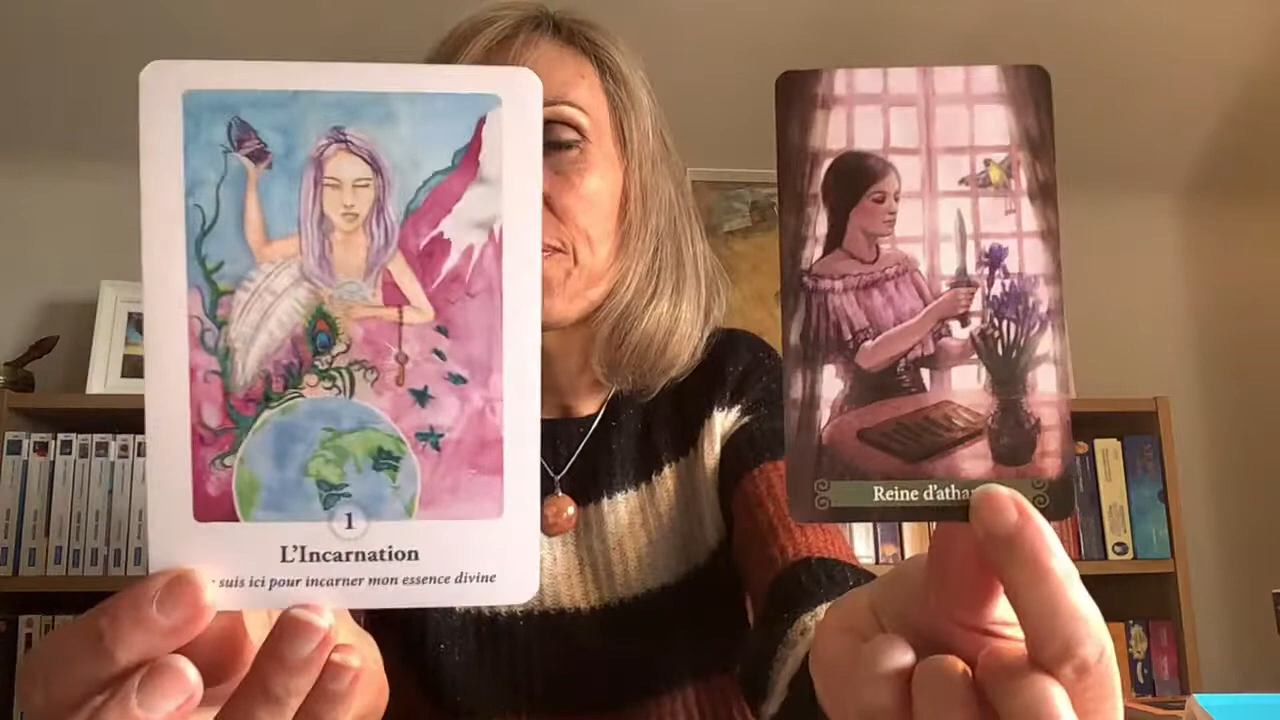 1
L'Incarnation
suis ici pour incarner mon essence divine
Reine d'atha